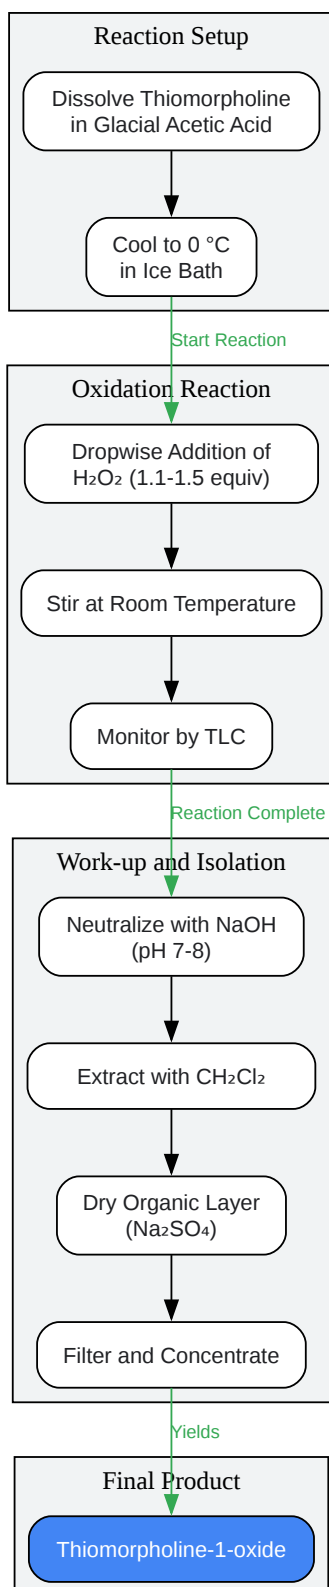 Reaction Setup
Dissolve Thiomorpholine
in Glacial Acetic Acid
Cool to 0 °C
in Ice Bath
Start Reaction
Oxidation Reaction
Dropwise Addition of
H₂O₂ (1.1-1.5 equiv)
Stir at Room Temperature
Monitor by TLC
Reaction Complete
Work-up and Isolation
Neutralize with NaOH
(pH 7-8)
Extract with CH₂Cl₂
Dry Organic Layer
(Na₂SO₄)
Filter and Concentrate
Yields
Final Product
Thiomorpholine-1-oxide